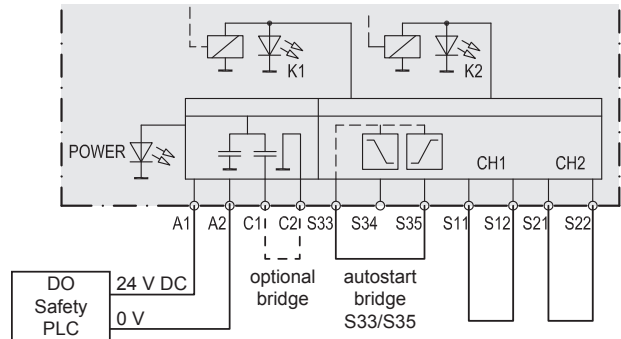 K1
K2
POWER
CH1
CH2
A1 A2 C1 C2 S33 S34 S35 S11 S12 S21 S22
optional
bridge
autostart
bridge
S33/S35
DO
Safety
PLC
24 V DC
0 V